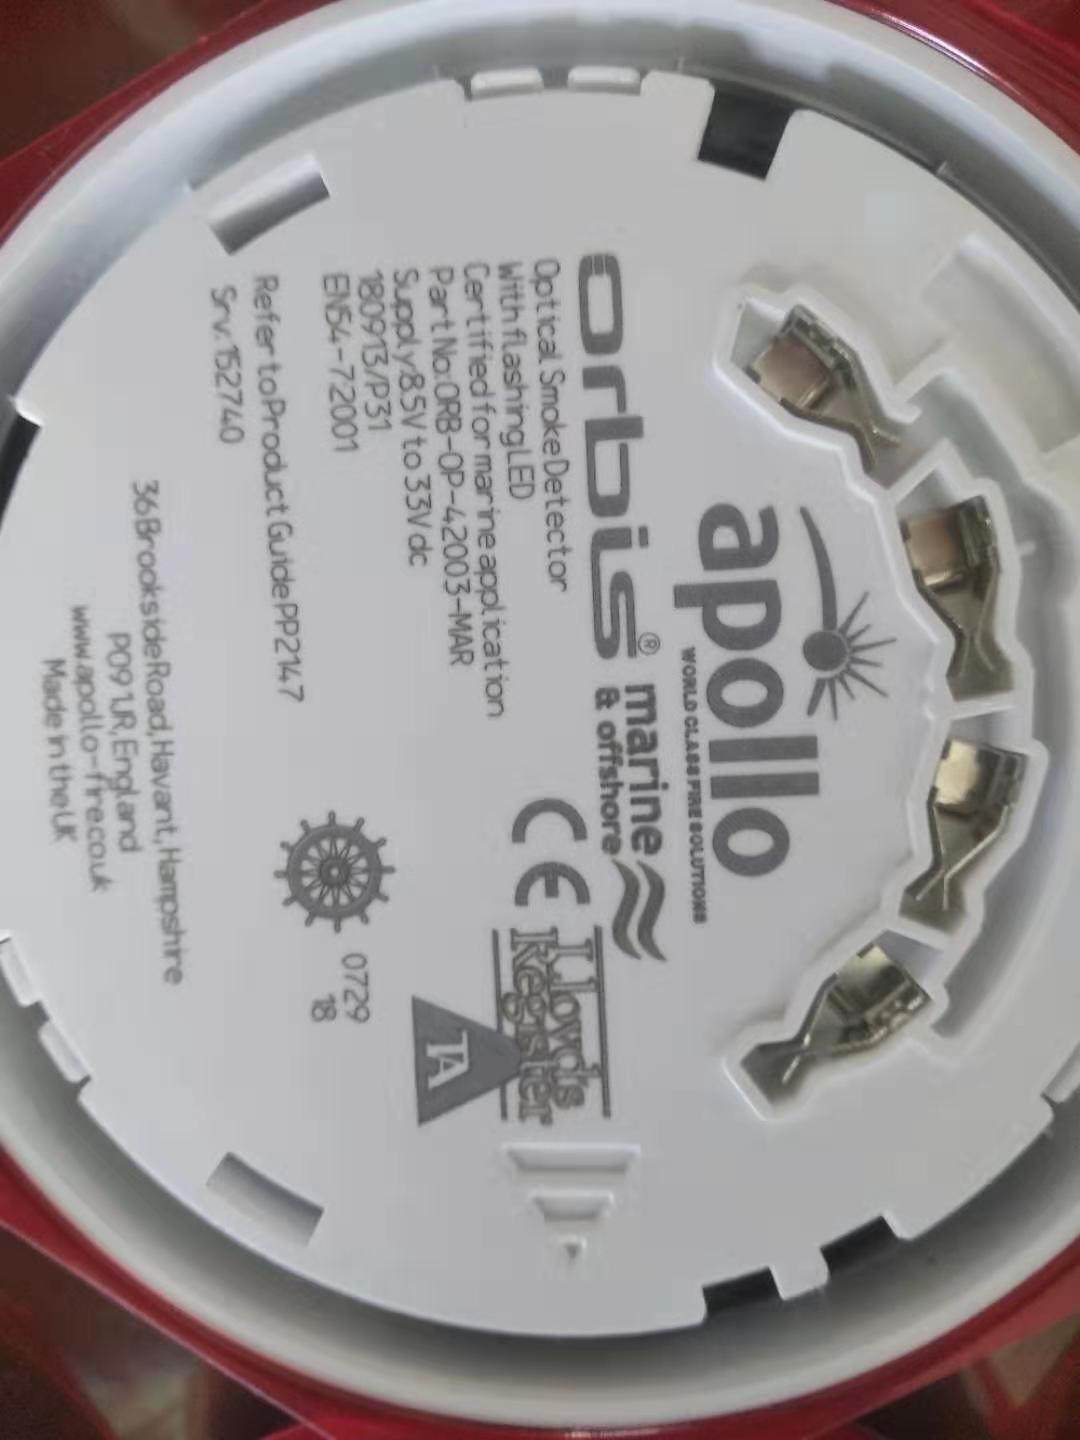 apollo
WORLD CLASS FIRE SOLUTIONS
orbis® marine
& offshore
Optical Smoke Detector
With flashing LED
Certified for marine application
Part No:ORB-OP-42003-MAR
Supply 8.5V to 33V dc
180913/P31
EN54-7 2001
CE
Lloyd's
Register
TA
Refer to Product Guide PP2147
Srv. 152740
0729
18
36 Brookside Road, Havant, Hampshire
PO9 1JR, England
www.apollo-fire.co.uk
Made in the UK